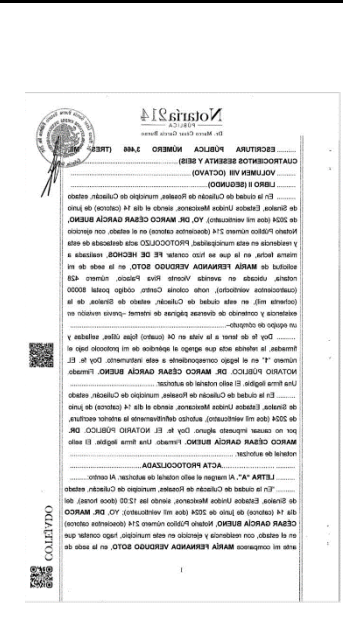 Notaría214
PÚBLICA
Dr. Marco César García Bueno
.......... ESCRITURA PÚBLICA NÚMERO 3,466 (TRES MIL
CUATROCIENTOS SESENTA Y SEIS)
.......... VOLUMEN VIII (OCTAVO)
.......... LIBRO II (SEGUNDO)
.......... En la ciudad de Culiacán de Rosales, municipio de Culiacán, estado
de Sinaloa, Estados Unidos Mexicanos, siendo el día 14 (catorce) de junio
de 2024 (dos mil veinticuatro), YO, DR. MARCO CÉSAR GARCÍA BUENO,
Notario Público número 214 (doscientos catorce) en el estado, con ejercicio
y residencia en esta municipalidad, PROTOCOLIZO acta destacada de esta
misma fecha, en la que se hizo constar FE DE HECHOS, realizada a
solicitud de MARÍA FERNANDA VERDUGO SOTO, en la sede de mi
notaría, ubicada en avenida Vicente Riva Palacio, número 428
(cuatrocientos veintiocho), norte, colonia Centro, código postal 80000
(ochenta mil), en esta ciudad de Culiacán, estado de Sinaloa, de la
existencia y contenido de diversas páginas de internet –previo revisión en
un equipo de cómputo–.
.......... Doy fe de tener a la vista en 04 (cuatro) fojas útiles, selladas y
firmadas, la referida acta que agrego al apéndice de mi protocolo bajo el
número "1" en el legajo correspondiente a este instrumento. Doy fe. EL
NOTARIO PÚBLICO. DR. MARCO CÉSAR GARCÍA BUENO. Firmado.
Una firma ilegible. El sello notarial de autorizar.
.......... En la ciudad de Culiacán de Rosales, municipio de Culiacán, estado
de Sinaloa, Estados Unidos Mexicanos, siendo el día 14 (catorce) de junio
de 2024 (dos mil veinticuatro), autorizo definitivamente la anterior escritura,
por no causar impuesto alguno. Doy fe. EL NOTARIO PÚBLICO. DR.
MARCO CÉSAR GARCÍA BUENO. Firmado. Una firma ilegible. El sello
notarial de autorizar.
..........ACTA PROTOCOLIZADA
.......... LETRA "A". Al margen el sello notarial de autorizar. Al centro:
.......... "En la ciudad de Culiacán de Rosales, municipio de Culiacán, estado
de Sinaloa, Estados Unidos Mexicanos, siendo las 12:00 (doce horas), del
día 14 (catorce) de junio de 2024 (dos mil veinticuatro); YO, DR. MARCO
CÉSAR GARCÍA BUENO, Notario Público número 214 (doscientos catorce)
en el estado, con residencia y ejercicio en este municipio, hago constar que
ante mí comparece MARÍA FERNANDA VERDUGO SOTO, en la sede de
1
COTEJADO